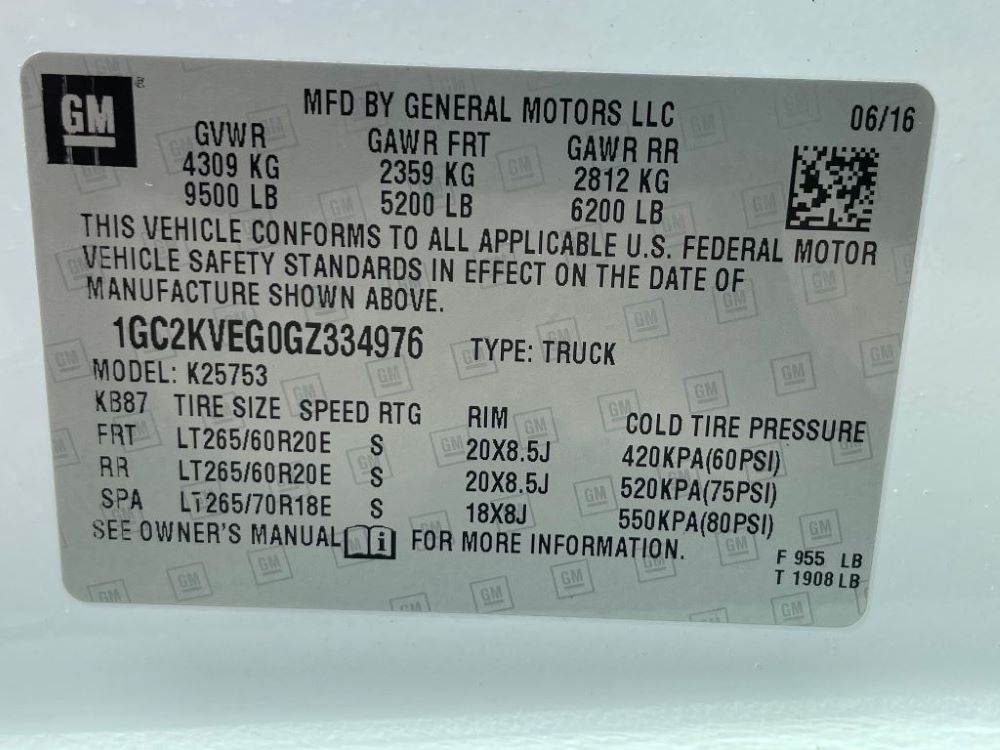 GM
MFD BY GENERAL MOTORS LLC 06/16
GVWR GAWR FRT GAWR RR
4309 KG 2359 KG 2812 KG
9500 LB 5200 LB 6200 LB
THIS VEHICLE CONFORMS TO ALL APPLICABLE U.S. FEDERAL MOTOR
VEHICLE SAFETY STANDARDS IN EFFECT ON THE DATE OF
MANUFACTURE SHOWN ABOVE.
1GC2KVEG0GZ334976 TYPE: TRUCK
MODEL: K25753
KB87 TIRE SIZE SPEED RTG RIM COLD TIRE PRESSURE
FRT LT265/60R20E S 20X8.5J 420KPA(60PSI)
RR LT265/60R20E S 20X8.5J 520KPA(75PSI)
SPA LT265/70R18E S 18X8J 550KPA(80PSI)
SEE OWNER'S MANUAL i FOR MORE INFORMATION.
F 955 LB
T 1908 LB